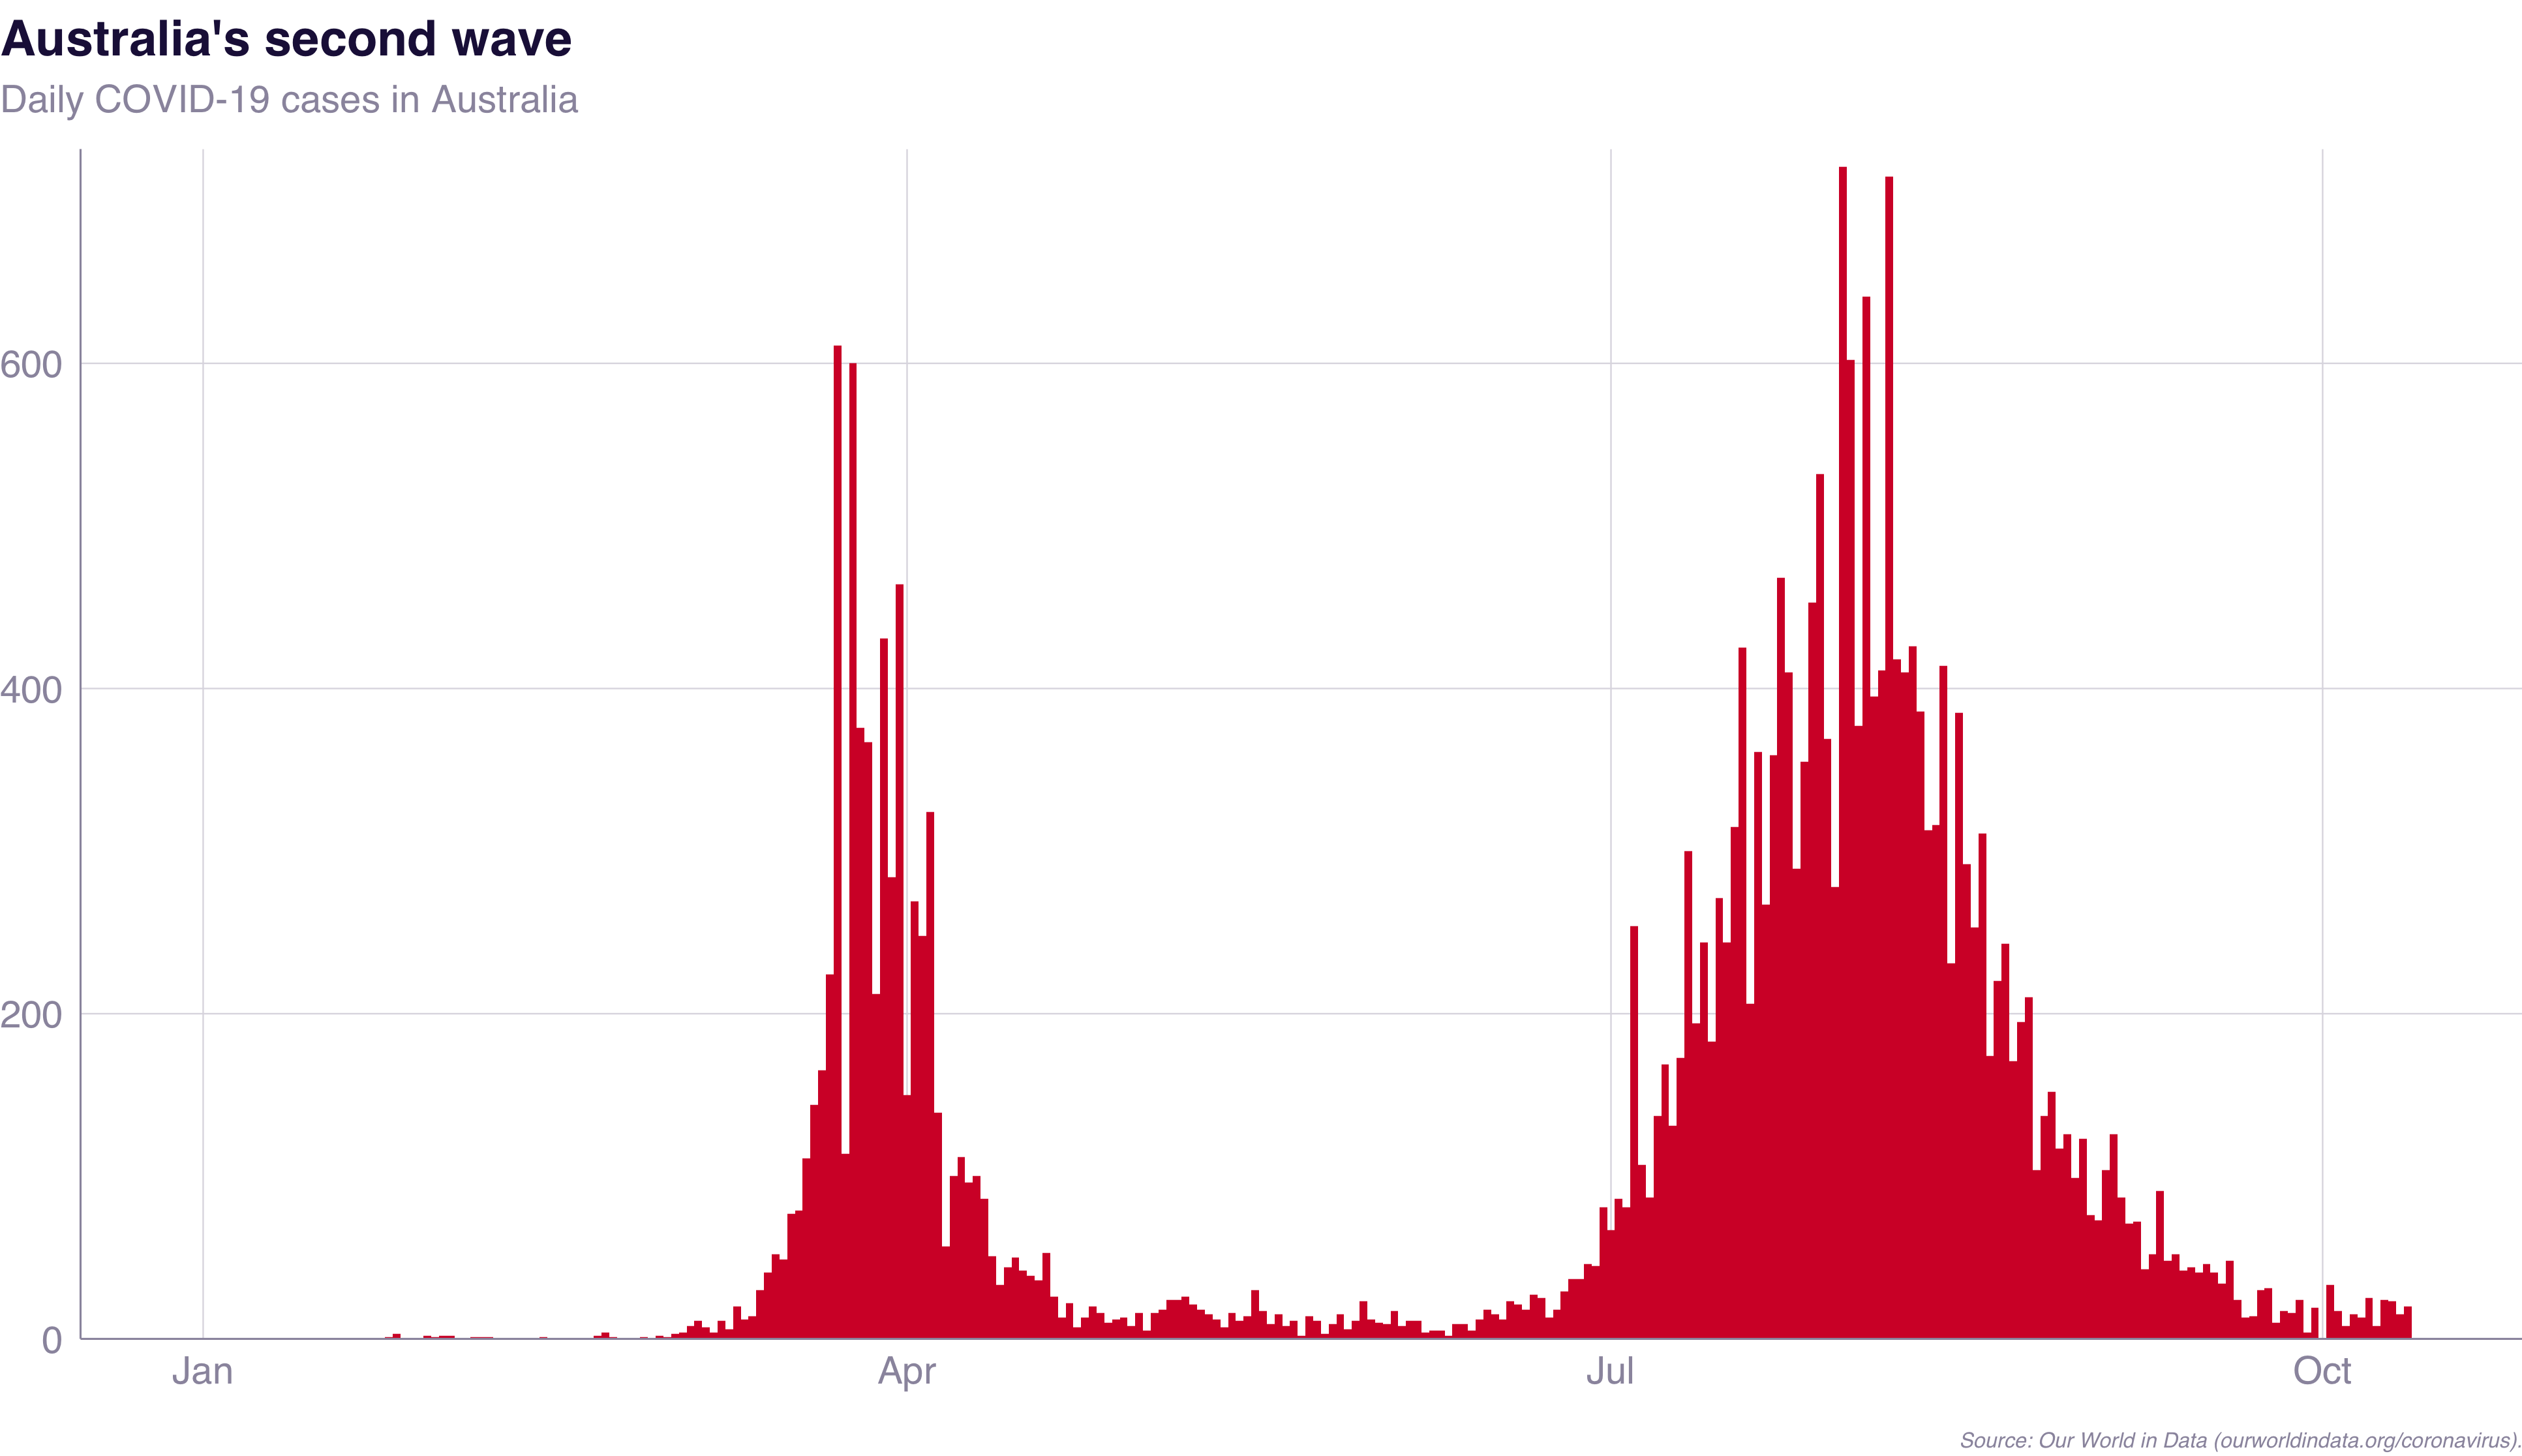 Australia's second wave
Daily COVID-19 cases in Australia
600
400
200
0
Jan Apr Jul Oct
Source: Our World in Data (ourworldindata.org/coronavirus).